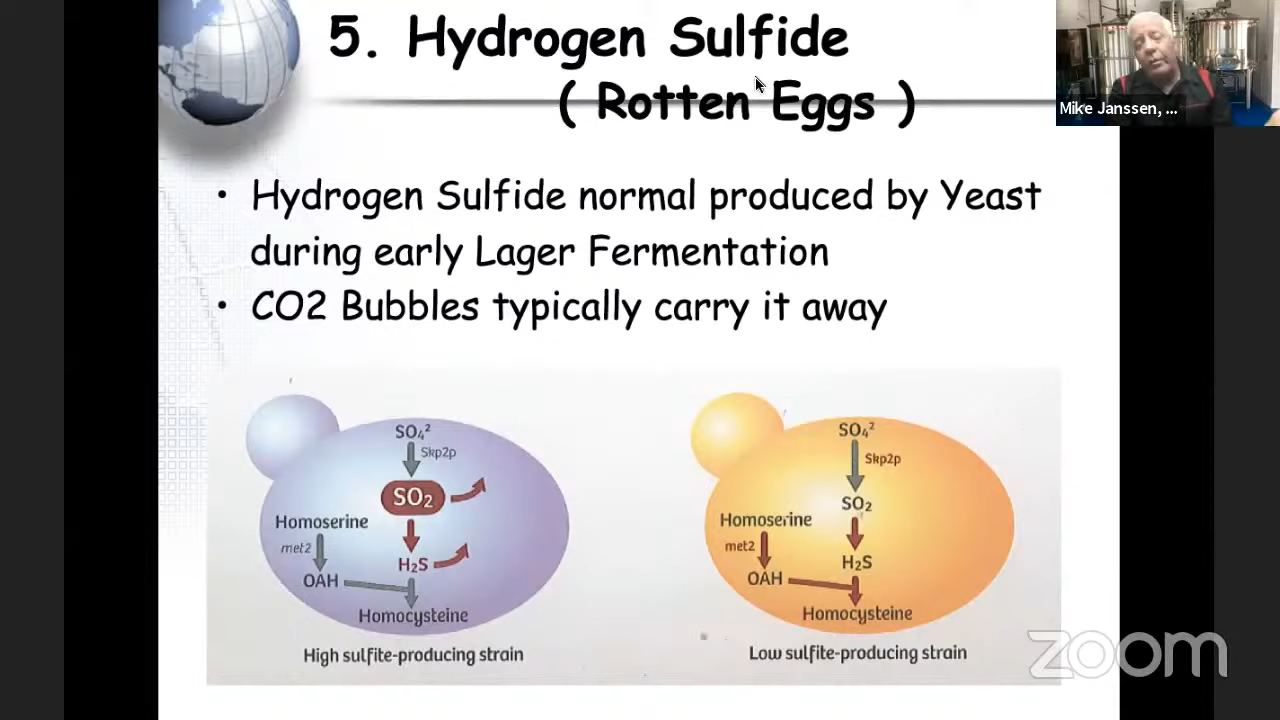 5. Hydrogen Sulfide
( Rotten Eggs )
Mike Janssen, ...
• Hydrogen Sulfide normal produced by Yeast
during early Lager Fermentation
• CO2 Bubbles typically carry it away
SO₄²
Skp2p
SO₂
Homoserine
met2
H₂S
OAH
Homocysteine
High sulfite-producing strain
SO₄²
Skp2p
SO₂
Homoserine
met2
H₂S
OAH
Homocysteine
Low sulfite-producing strain
zoom